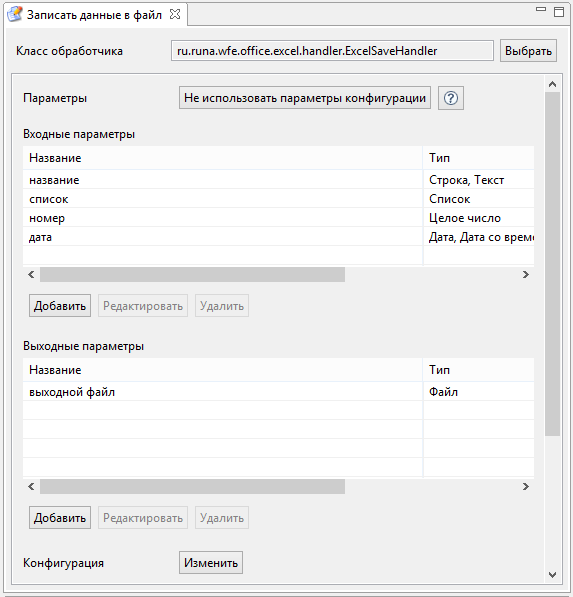 Записать данные в файл
Класс обработчика ru.runa.wfe.office.excel.handler.ExcelSaveHandler Выбрать
Параметры Не использовать параметры конфигурации ?
Входные параметры
Название Тип
название Строка, Текст
список Список
номер Целое число
дата Дата, Дата со време
Добавить Редактировать Удалить
Выходные параметры
Название Тип
выходной файл Файл
Добавить Редактировать Удалить
Конфигурация Изменить